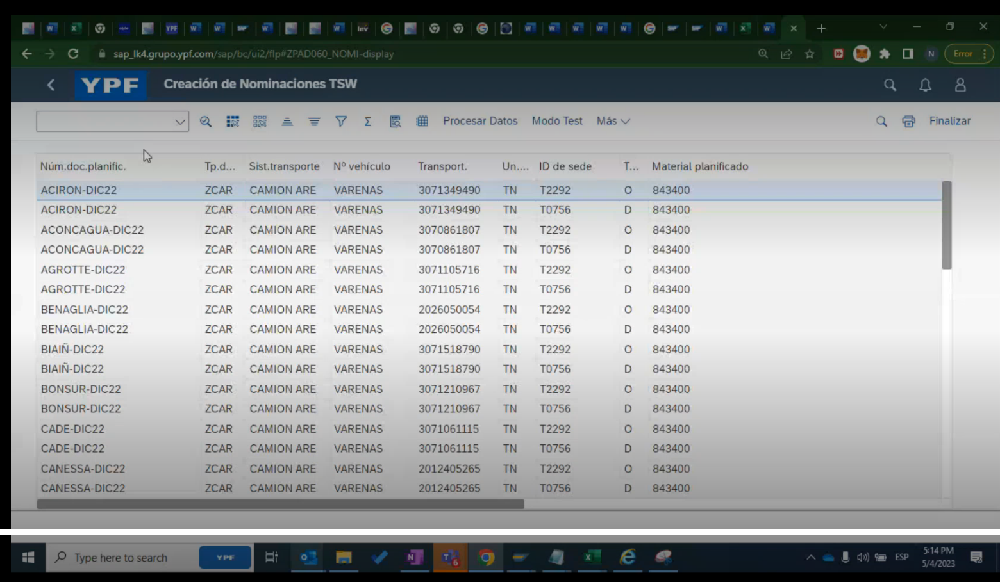 sap_lk4.grupo.ypf.com/sap/bc/ui2/flp#ZPAD060_NOMI-display Error
YPF Creación de Nominaciones TSW
Procesar Datos Modo Test Más Finalizar
Núm.doc.planific. Tp.d... Sist.transporte Nº vehículo Transport. Un.... ID de sede T... Material planificado
ACIRON-DIC22 ZCAR CAMION ARE VARENAS 3071349490 TN T2292 O 843400
ACIRON-DIC22 ZCAR CAMION ARE VARENAS 3071349490 TN T0756 D 843400
ACONCAGUA-DIC22 ZCAR CAMION ARE VARENAS 3070861807 TN T2292 O 843400
ACONCAGUA-DIC22 ZCAR CAMION ARE VARENAS 3070861807 TN T0756 D 843400
AGROTTE-DIC22 ZCAR CAMION ARE VARENAS 3071105716 TN T2292 O 843400
AGROTTE-DIC22 ZCAR CAMION ARE VARENAS 3071105716 TN T0756 D 843400
BENAGLIA-DIC22 ZCAR CAMION ARE VARENAS 2026050054 TN T2292 O 843400
BENAGLIA-DIC22 ZCAR CAMION ARE VARENAS 2026050054 TN T0756 D 843400
BIAIÑ-DIC22 ZCAR CAMION ARE VARENAS 3071518790 TN T2292 O 843400
BIAIÑ-DIC22 ZCAR CAMION ARE VARENAS 3071518790 TN T0756 D 843400
BONSUR-DIC22 ZCAR CAMION ARE VARENAS 3071210967 TN T2292 O 843400
BONSUR-DIC22 ZCAR CAMION ARE VARENAS 3071210967 TN T0756 D 843400
CADE-DIC22 ZCAR CAMION ARE VARENAS 3071061115 TN T2292 O 843400
CADE-DIC22 ZCAR CAMION ARE VARENAS 3071061115 TN T0756 D 843400
CANESSA-DIC22 ZCAR CAMION ARE VARENAS 2012405265 TN T2292 O 843400
CANESSA-DIC22 ZCAR CAMION ARE VARENAS 2012405265 TN T0756 D 843400
Type here to search YPF 6 ESP 5:14 PM
5/4/2023